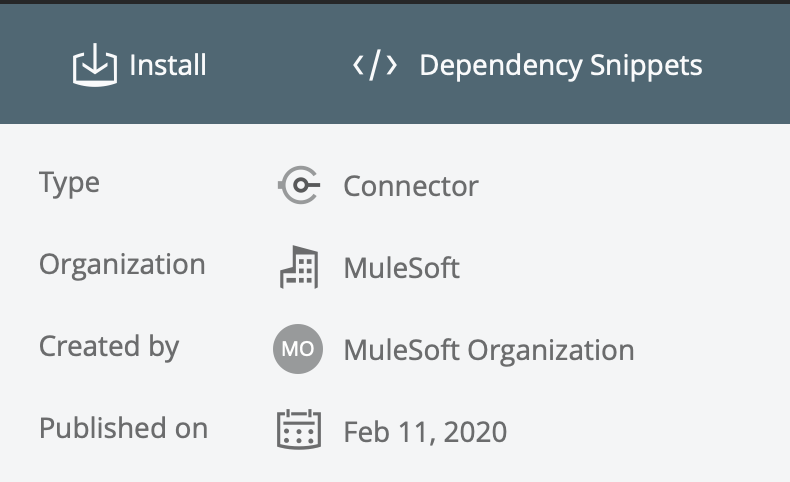 Install
</> Dependency Snippets
Type Connector
Organization MuleSoft
Created by MO MuleSoft Organization
Published on Feb 11, 2020